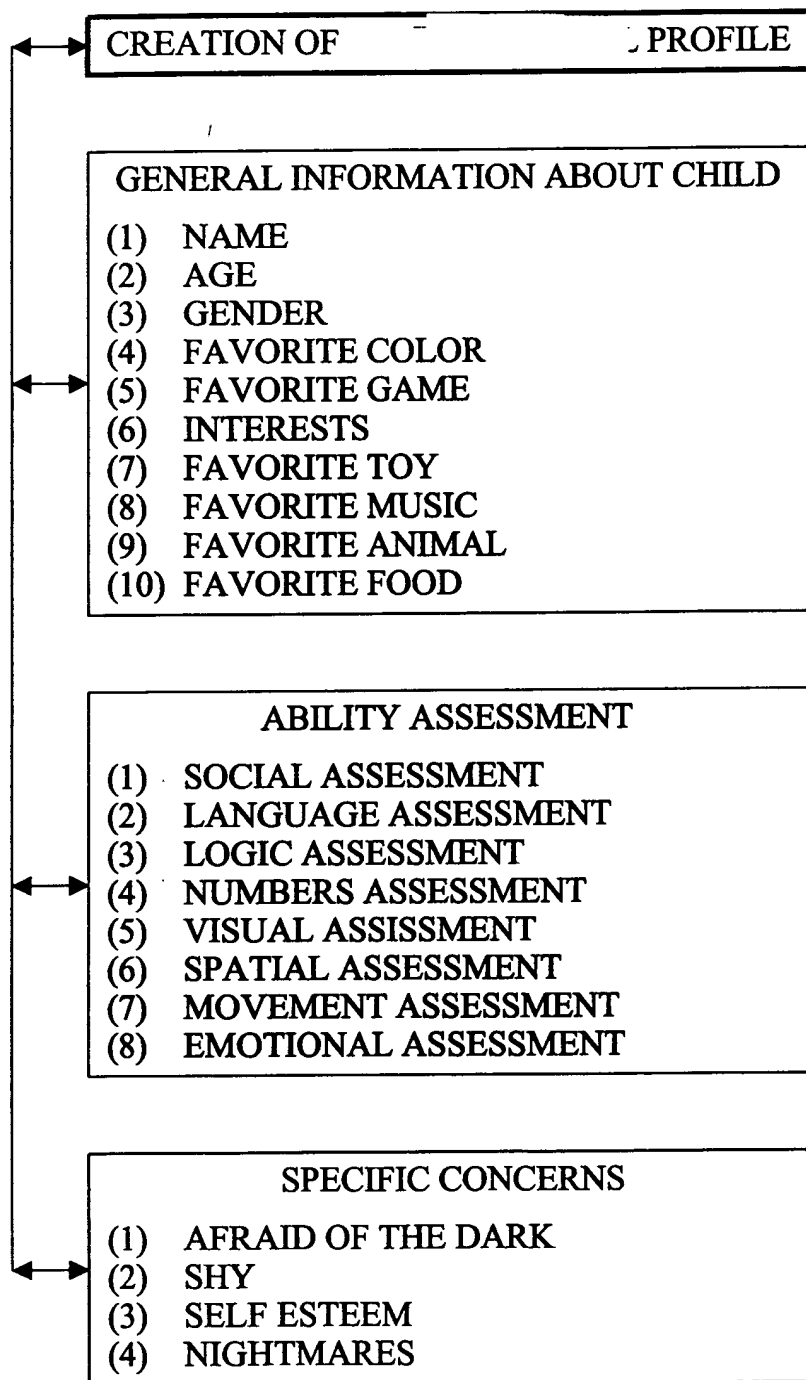 CREATION OF PROFILE
GENERAL INFORMATION ABOUT CHILD
(1) NAME
(2) AGE
(3) GENDER
(4) FAVORITE COLOR
(5) FAVORITE GAME
(6) INTERESTS
(7) FAVORITE TOY
(8) FAVORITE MUSIC
(9) FAVORITE ANIMAL
(10) FAVORITE FOOD
ABILITY ASSESSMENT
(1) SOCIAL ASSESSMENT
(2) LANGUAGE ASSESSMENT
(3) LOGIC ASSESSMENT
(4) NUMBERS ASSESSMENT
(5) VISUAL ASSISSMENT
(6) SPATIAL ASSESSMENT
(7) MOVEMENT ASSESSMENT
(8) EMOTIONAL ASSESSMENT
SPECIFIC CONCERNS
(1) AFRAID OF THE DARK
(2) SHY
(3) SELF ESTEEM
(4) NIGHTMARES